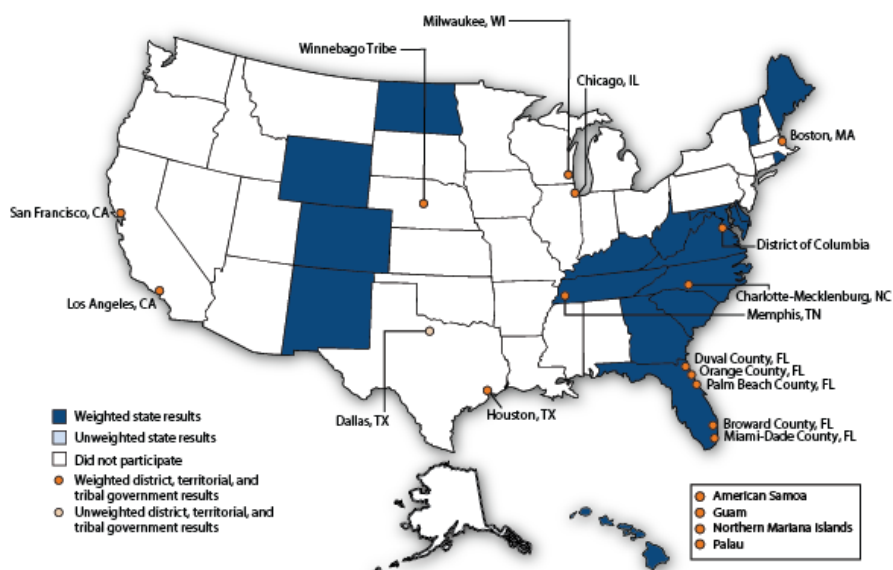 Milwaukee, WI
Winnebago Tribe
Chicago, IL
Boston, MA
San Francisco, CA
District of Columbia
Los Angeles, CA
Charlotte-Mecklenburg, NC
Memphis, TN
Duval County, FL
Orange County, FL
Palm Beach County, FL
Dallas, TX
Houston, TX
Broward County, FL
Miami-Dade County, FL
Weighted state results
Unweighted state results
Did not participate
Weighted district, territorial, and
tribal government results
Unweighted district, territorial, and
tribal government results
American Samoa
Guam
Northern Mariana Islands
Palau